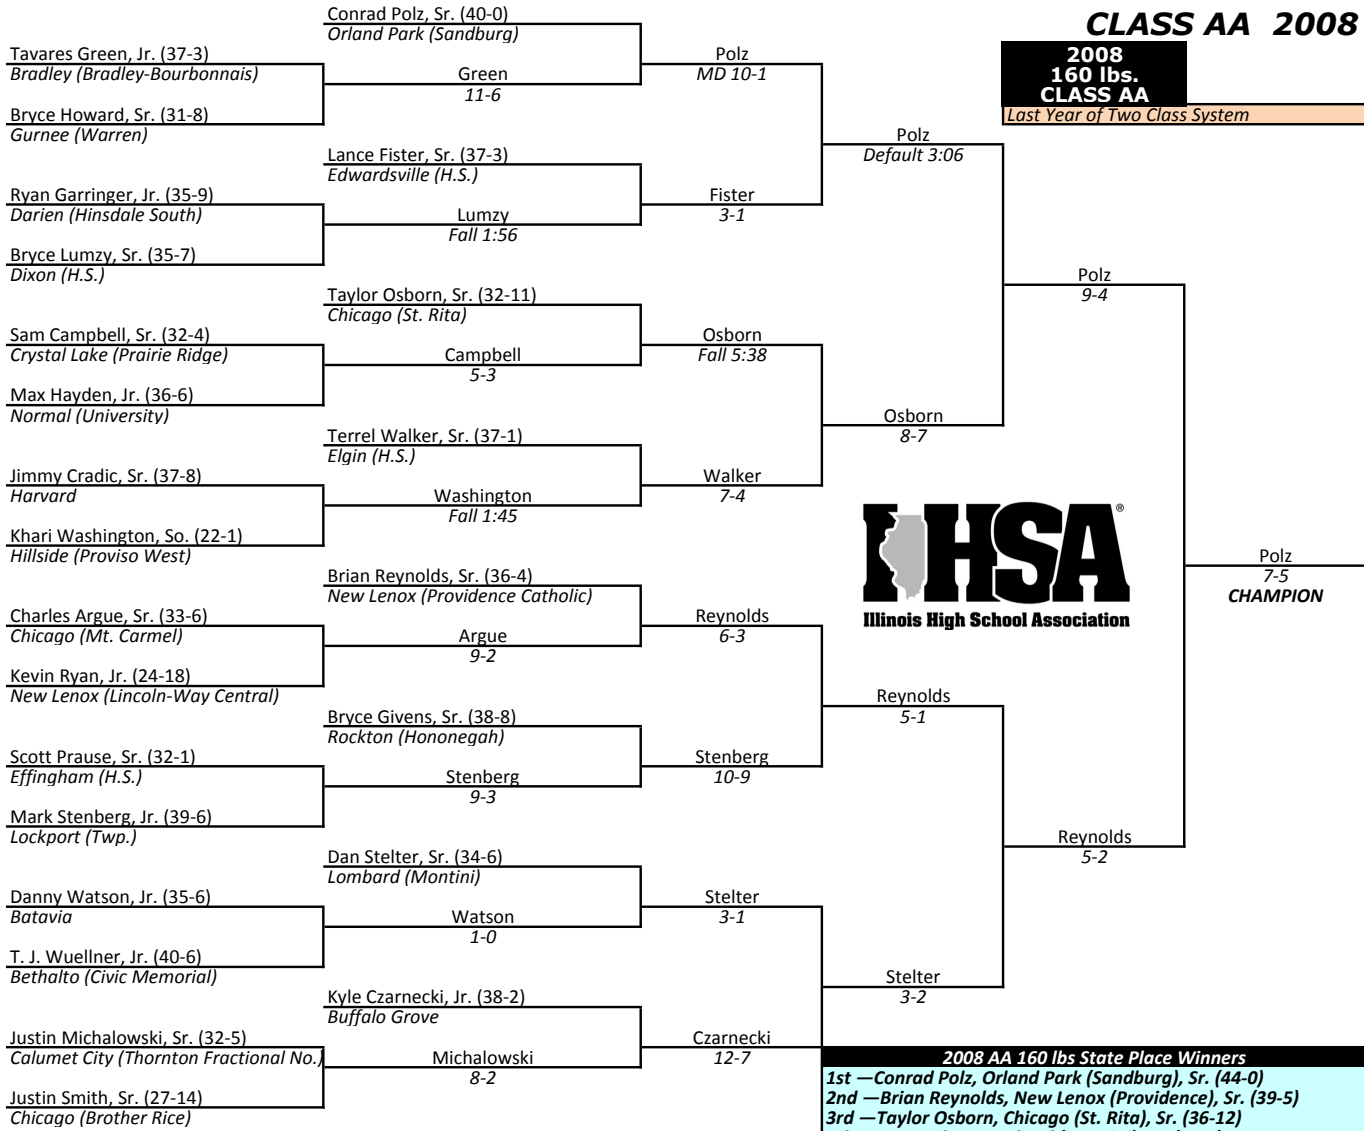 CLASS AA 2008
2008
160 lbs.
CLASS AA
Last Year of Two Class System
Conrad Polz, Sr. (40-0)
Orland Park (Sandburg)
Tavares Green, Jr. (37-3)
Bradley (Bradley-Bourbonnais)
Green
11-6
Bryce Howard, Sr. (31-8)
Gurnee (Warren)
Polz
MD 10-1
Lance Fister, Sr. (37-3)
Edwardsville (H.S.)
Ryan Garringer, Jr. (35-9)
Darien (Hinsdale South)
Lumzy
Fall 1:56
Bryce Lumzy, Sr. (35-7)
Dixon (H.S.)
Fister
3-1
Polz
Default 3:06
Taylor Osborn, Sr. (32-11)
Chicago (St. Rita)
Sam Campbell, Sr. (32-4)
Crystal Lake (Prairie Ridge)
Campbell
5-3
Max Hayden, Jr. (36-6)
Normal (University)
Osborn
Fall 5:38
Terrel Walker, Sr. (37-1)
Elgin (H.S.)
Jimmy Cradic, Sr. (37-8)
Harvard
Washington
Fall 1:45
Khari Washington, So. (22-1)
Hillside (Proviso West)
Walker
7-4
Osborn
8-7
Polz
9-4
IHSA®
Illinois High School Association
Polz
7-5
CHAMPION
Brian Reynolds, Sr. (36-4)
New Lenox (Providence Catholic)
Charles Argue, Sr. (33-6)
Chicago (Mt. Carmel)
Argue
9-2
Kevin Ryan, Jr. (24-18)
New Lenox (Lincoln-Way Central)
Reynolds
6-3
Bryce Givens, Sr. (38-8)
Rockton (Hononegah)
Scott Prause, Sr. (32-1)
Effingham (H.S.)
Stenberg
9-3
Mark Stenberg, Jr. (39-6)
Lockport (Twp.)
Stenberg
10-9
Reynolds
5-1
Dan Stelter, Sr. (34-6)
Lombard (Montini)
Danny Watson, Jr. (35-6)
Batavia
Watson
1-0
T. J. Wuellner, Jr. (40-6)
Bethalto (Civic Memorial)
Stelter
3-1
Kyle Czarnecki, Jr. (38-2)
Buffalo Grove
Justin Michalowski, Sr. (32-5)
Calumet City (Thornton Fractional No.)
Michalowski
8-2
Justin Smith, Sr. (27-14)
Chicago (Brother Rice)
Czarnecki
12-7
Stelter
3-2
Reynolds
5-2
2008 AA 160 lbs State Place Winners
1st —Conrad Polz, Orland Park (Sandburg), Sr. (44-0)
2nd —Brian Reynolds, New Lenox (Providence), Sr. (39-5)
3rd —Taylor Osborn, Chicago (St. Rita), Sr. (36-12)